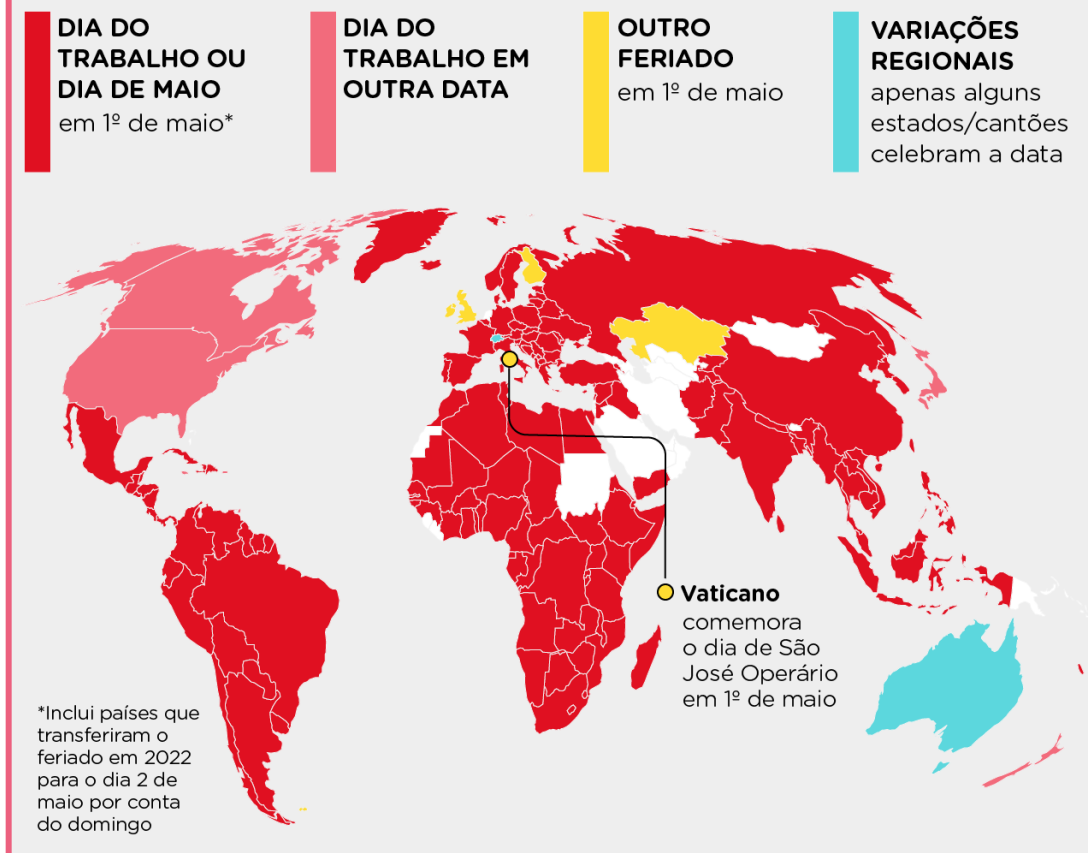 DIA DO
TRABALHO OU
DIA DE MAIO
em 1º de maio*
DIA DO
TRABALHO EM
OUTRA DATA
OUTRO
FERIADO
em 1º de maio
VARIAÇÕES
REGIONAIS
apenas alguns
estados/cantões
celebram a data
Vaticano
comemora
o dia de São
José Operário
em 1º de maio
*Inclui países que
transferiram o
feriado em 2022
para o dia 2 de
maio por conta
do domingo